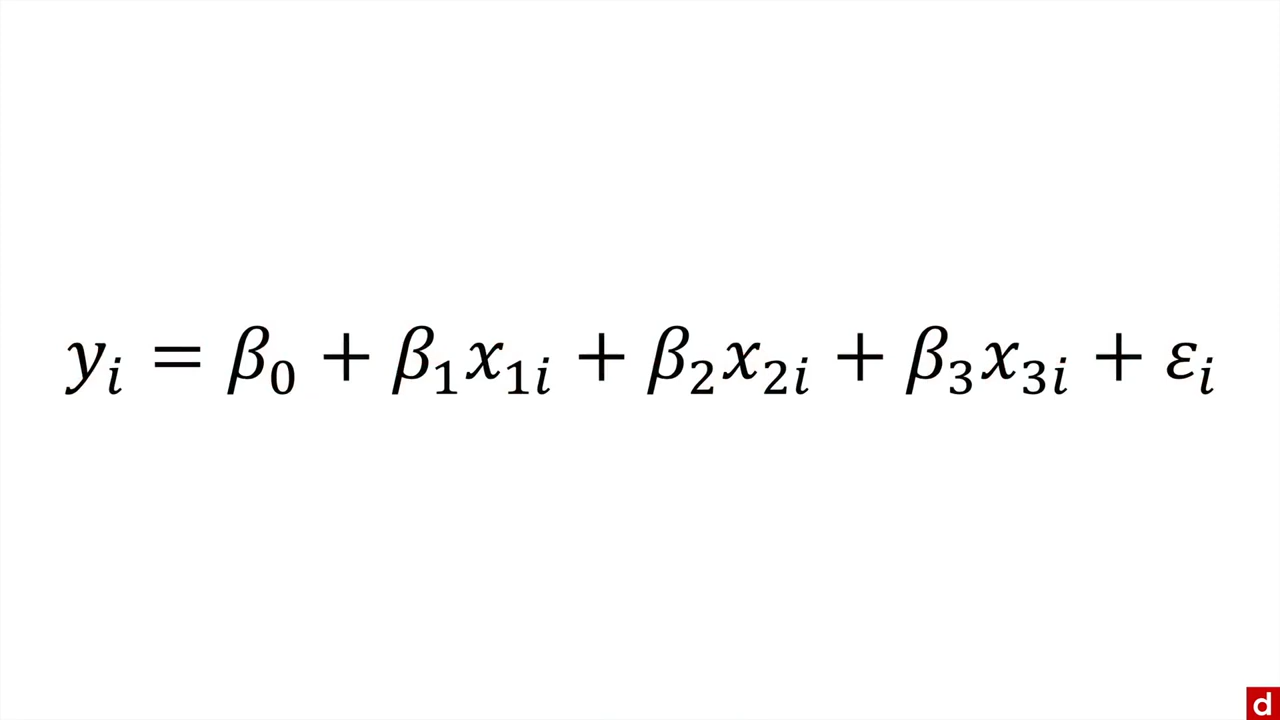 yᵢ = β₀ + β₁x₁ᵢ + β₂x₂ᵢ + β₃x₃ᵢ + εᵢ
d